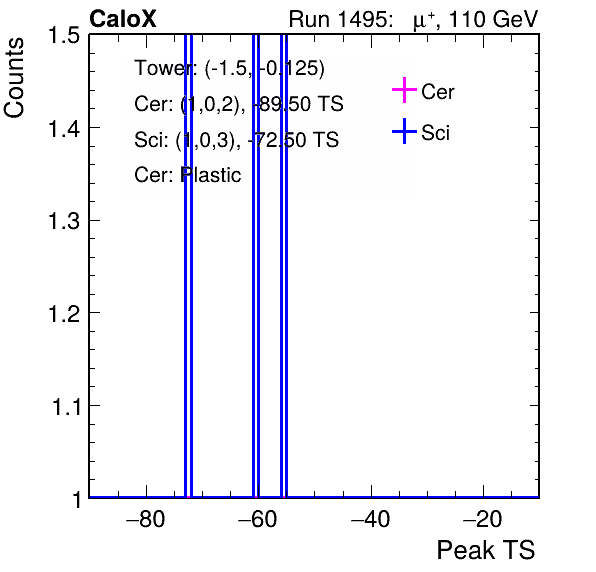 CaloX Run 1495: μ⁺, 110 GeV
Counts
Tower: (-1.5, -0.125)
Cer: (1,0,2), -89.50 TS
Sci: (1,0,3), -72.50 TS
Cer: Plastic
Cer
Sci
1.5
1.4
1.3
1.2
1.1
1
−80 −60 −40 −20
Peak TS